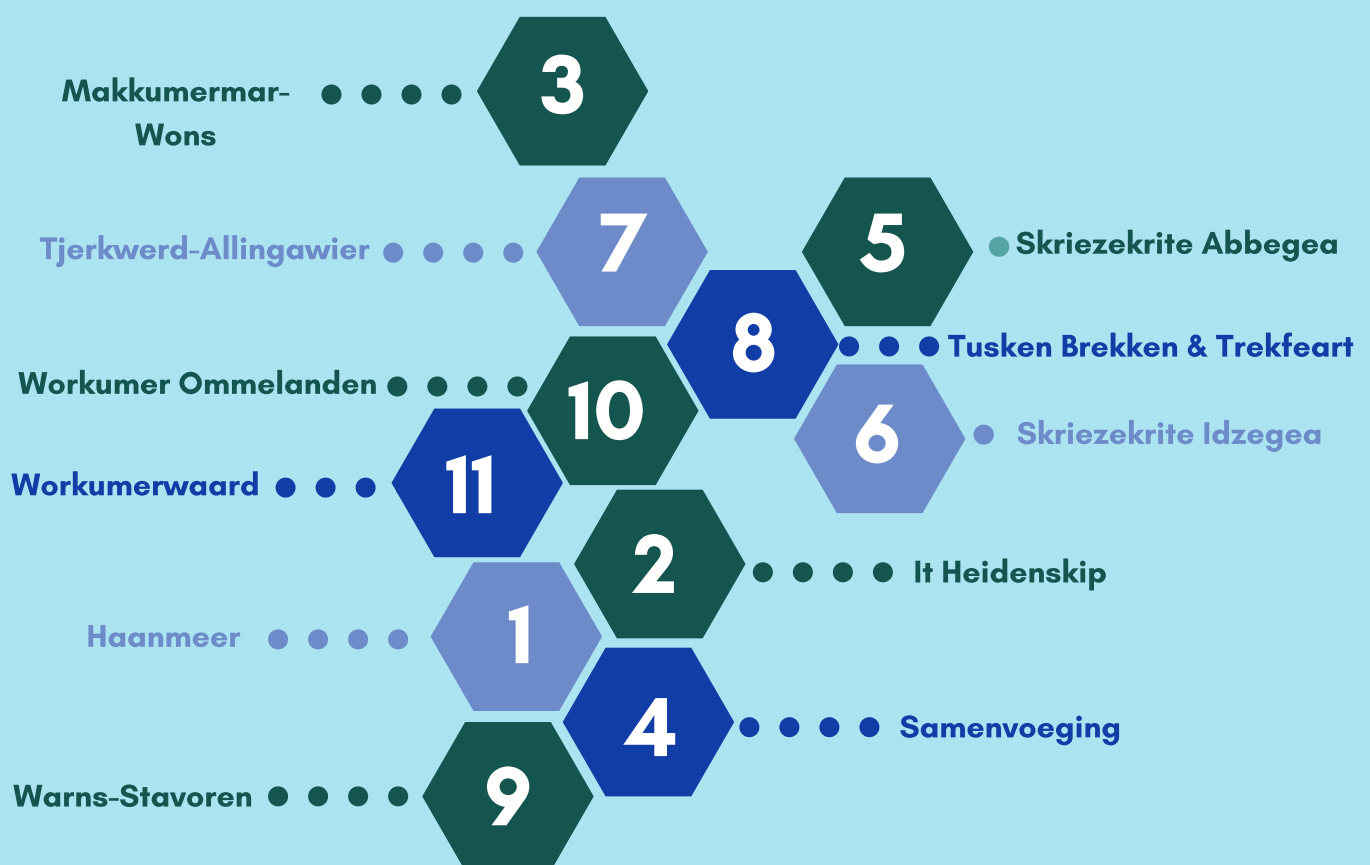 3
Makkumermar-
Wons
7
Tjerkwerd-Allingawier
5
Skriezekrite Abbegea
8
Tusken Brekken & Trekfeart
Workumer Ommelanden
10
6
Skriezekrite Idzegea
Workumerwaard
11
2
It Heidenskip
Haanmeer
1
4
Samenvoeging
Warns-Stavoren
9